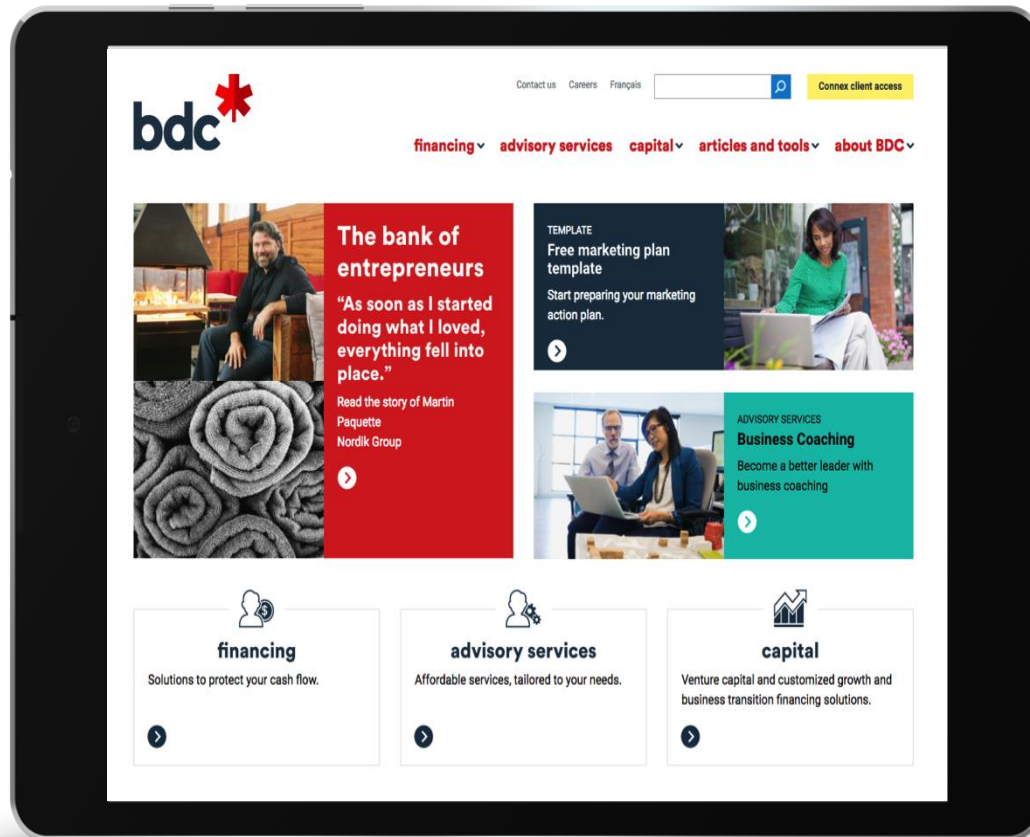 bdc
Contact us Careers Français
Connex client access
financing advisory services capital articles and tools about BDC
The bank of
entrepreneurs
“As soon as I started
doing what I loved,
everything fell into
place.”
Read the story of Martin
Paquette
Nordik Group
TEMPLATE
Free marketing plan
template
Start preparing your marketing
action plan.
ADVISORY SERVICES
Business Coaching
Become a better leader with
business coaching
financing
Solutions to protect your cash flow.
advisory services
Affordable services, tailored to your needs.
capital
Venture capital and customized growth and
business transition financing solutions.